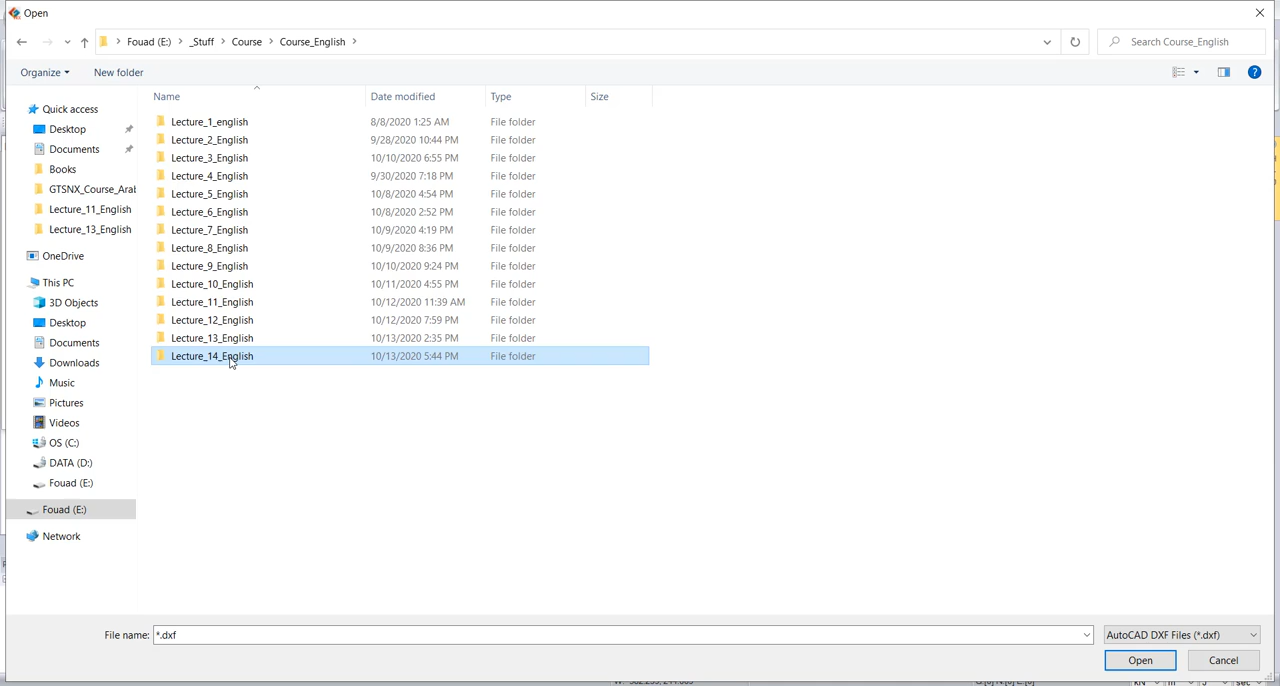 Open
Fouad (E:) _Stuff Course Course_English
Search Course_English
Organize New folder
Name Date modified Type Size
Quick access
Desktop
Documents
Books
GTSNX_Course_Arab
Lecture_11_English
Lecture_13_English
OneDrive
This PC
3D Objects
Desktop
Documents
Downloads
Music
Pictures
Videos
OS (C:)
DATA (D:)
Fouad (E:)
Fouad (E:)
Network
Lecture_1_english 8/8/2020 1:25 AM File folder
Lecture_2_English 9/28/2020 10:44 PM File folder
Lecture_3_English 10/10/2020 6:55 PM File folder
Lecture_4_English 9/30/2020 7:18 PM File folder
Lecture_5_English 10/8/2020 4:54 PM File folder
Lecture_6_English 10/8/2020 2:52 PM File folder
Lecture_7_English 10/9/2020 4:19 PM File folder
Lecture_8_English 10/9/2020 8:36 PM File folder
Lecture_9_English 10/10/2020 9:24 PM File folder
Lecture_10_English 10/11/2020 4:55 PM File folder
Lecture_11_English 10/12/2020 11:39 AM File folder
Lecture_12_English 10/12/2020 7:59 PM File folder
Lecture_13_English 10/13/2020 2:35 PM File folder
Lecture_14_English 10/13/2020 5:44 PM File folder
File name: *.dxf
AutoCAD DXF Files (*.dxf)
Open Cancel